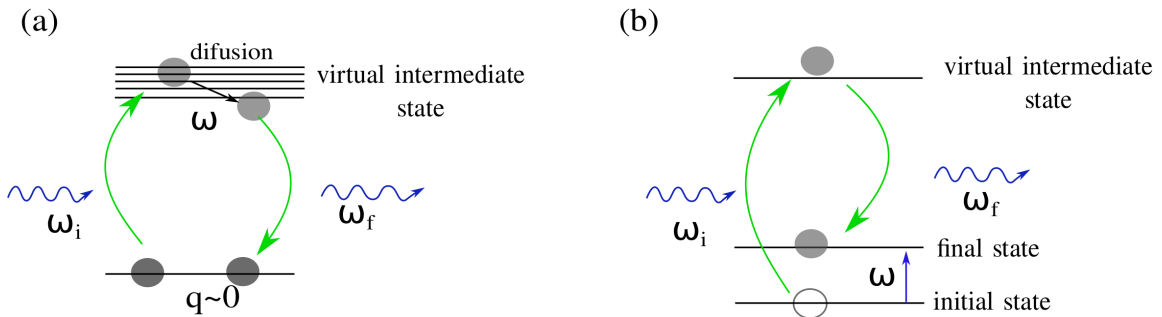 (a)
difusion
virtual intermediate
state
ω
ωi
ωf
q~0
(b)
virtual intermediate
state
ωi
ωf
final state
ω
initial state